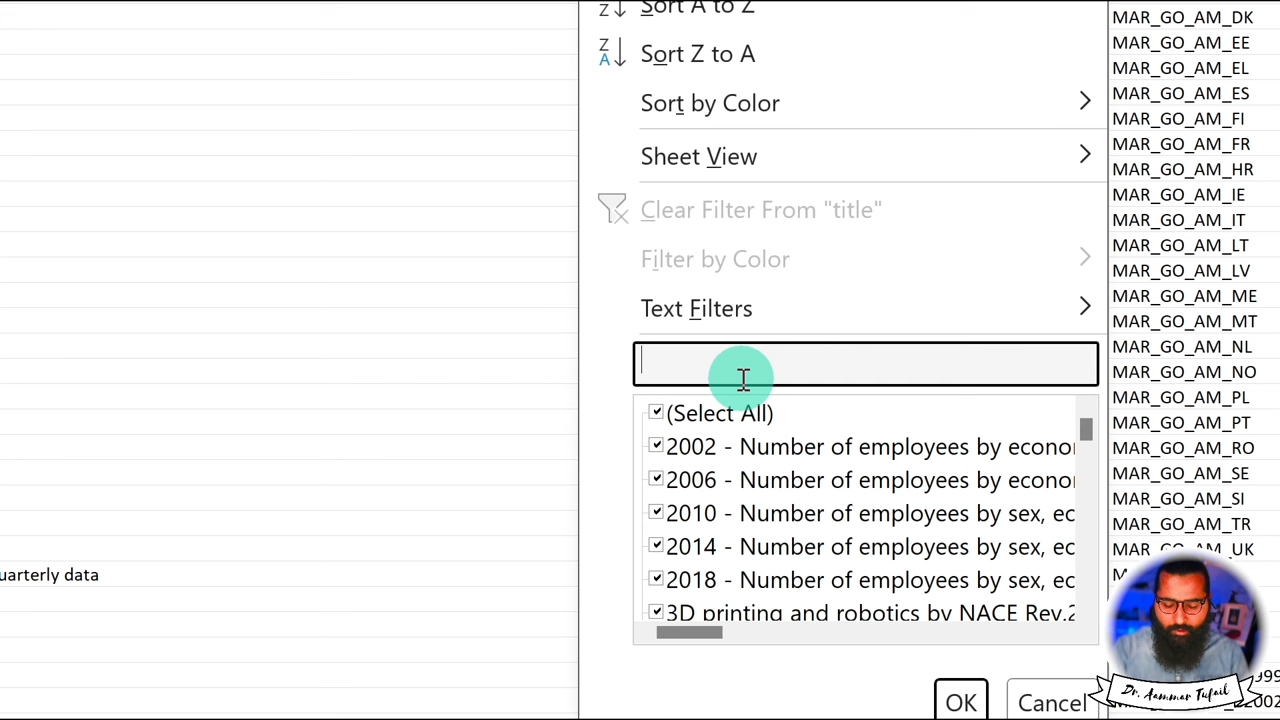 Sort A to Z
Sort Z to A
Sort by Color
Sheet View
Clear Filter From "title"
Filter by Color
Text Filters
(Select All)
2002 - Number of employees by econo
2006 - Number of employees by econo
2010 - Number of employees by sex, ec
2014 - Number of employees by sex, ec
2018 - Number of employees by sex, ec
3D printing and robotics by NACE Rev.2
OK
Cancel
uarterly data
MAR_GO_AM_DK
MAR_GO_AM_EE
MAR_GO_AM_EL
MAR_GO_AM_ES
MAR_GO_AM_FI
MAR_GO_AM_FR
MAR_GO_AM_HR
MAR_GO_AM_IE
MAR_GO_AM_IT
MAR_GO_AM_LT
MAR_GO_AM_LV
MAR_GO_AM_ME
MAR_GO_AM_MT
MAR_GO_AM_NL
MAR_GO_AM_NO
MAR_GO_AM_PL
MAR_GO_AM_PT
MAR_GO_AM_RO
MAR_GO_AM_SE
MAR_GO_AM_SI
MAR_GO_AM_TR
MAR_GO_AM_UK
Dr. Aammar Tufail